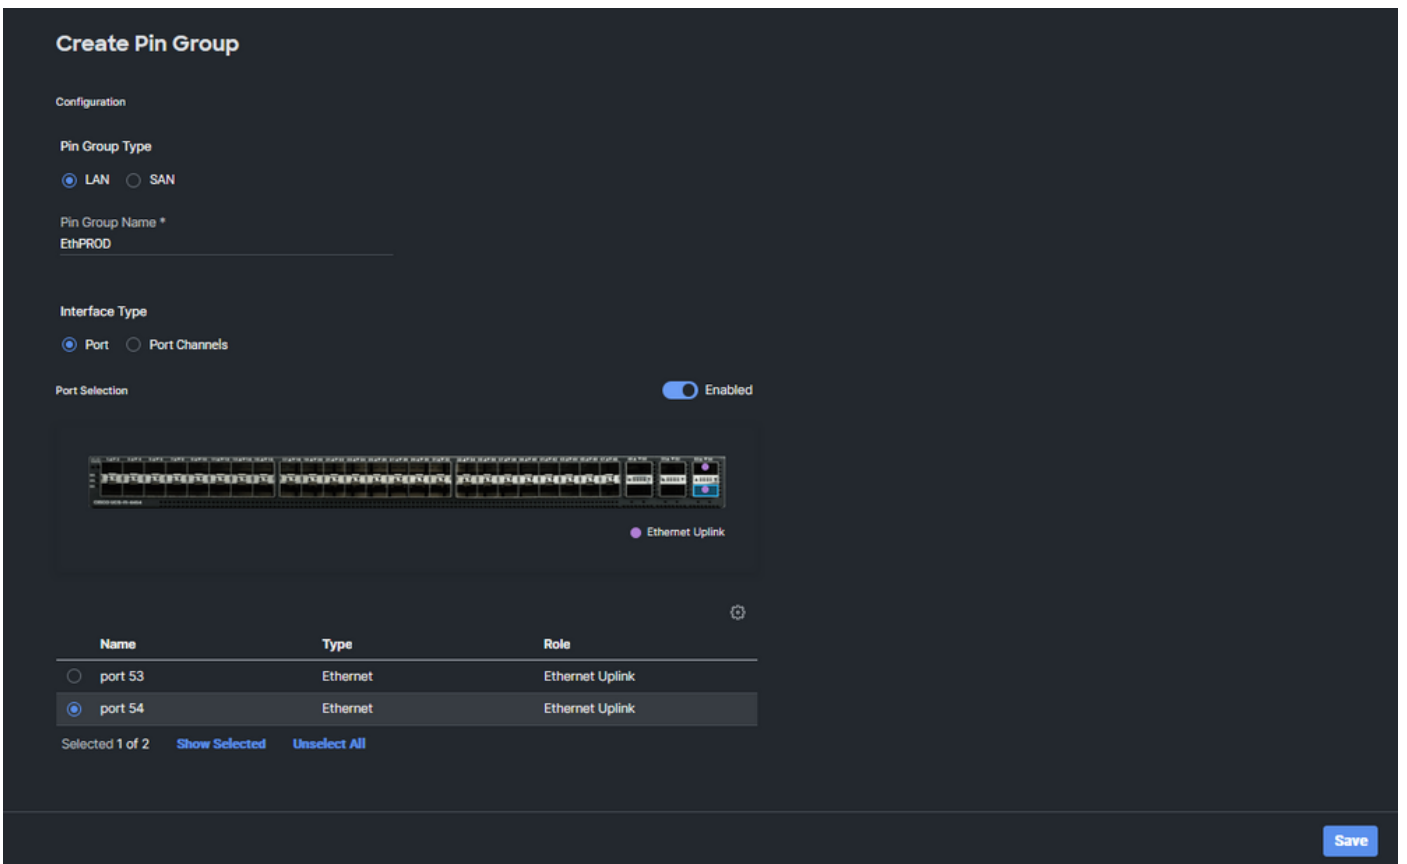 Create Pin Group
Configuration
Pin Group Type
LAN SAN
Pin Group Name *
EthPROD
Interface Type
Port Port Channels
Port Selection Enabled
Ethernet Uplink
Name Type Role
port 53 Ethernet Ethernet Uplink
port 54 Ethernet Ethernet Uplink
Selected 1 of 2 Show Selected Unselect All
Save